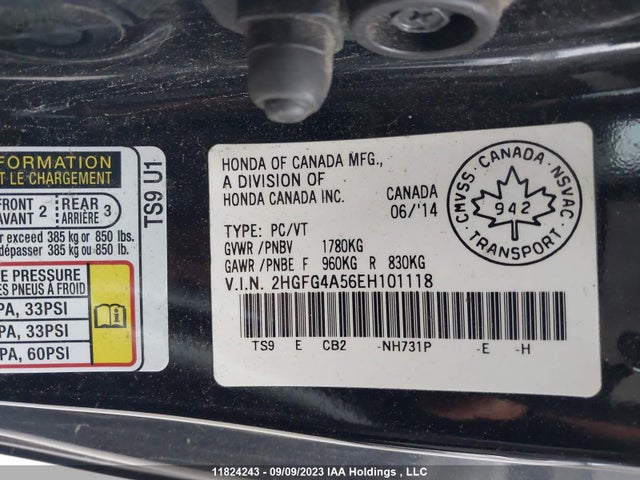 FORMATION
T LE CHARGEMENT
FRONT
AVANT 2
REAR
ARRIÈRE 3
r exceed 385 kg or 850 lbs.
dépasser 385 kg ou 850 lb.
E PRESSURE
ES PNEUS À FROID
PA, 33PSI
PA, 33PSI
PA, 60PSI
TS9 U1
HONDA OF CANADA MFG.,
A DIVISION OF
HONDA CANADA INC.
CANADA
06/'14
TYPE: PC/VT
GVWR /PNBV 1780KG
GAWR /PNBE F 960KG R 830KG
V.I.N. 2HGFG4A56EH101118
TS9 E CB2 -NH731P -E -H
CMVSS. CANADA -NSVAC
942
TRANSPORT
11824243 - 09/09/2023 IAA Holdings , LLC